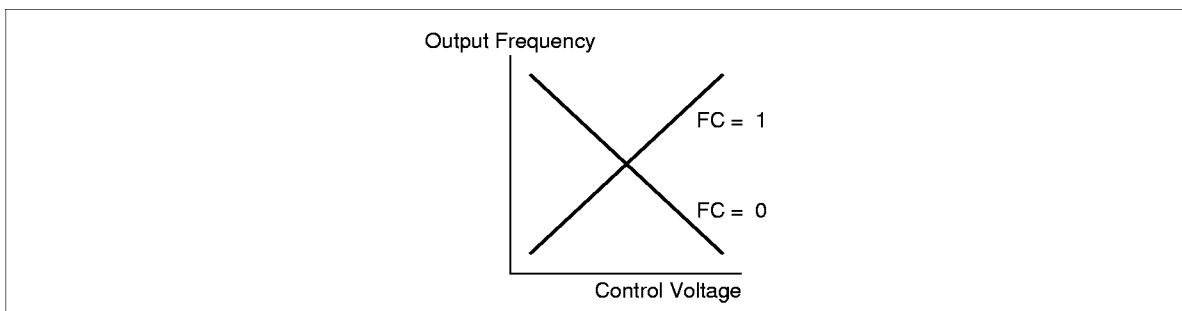 Output Frequency
FC = 1
FC = 0
Control Voltage